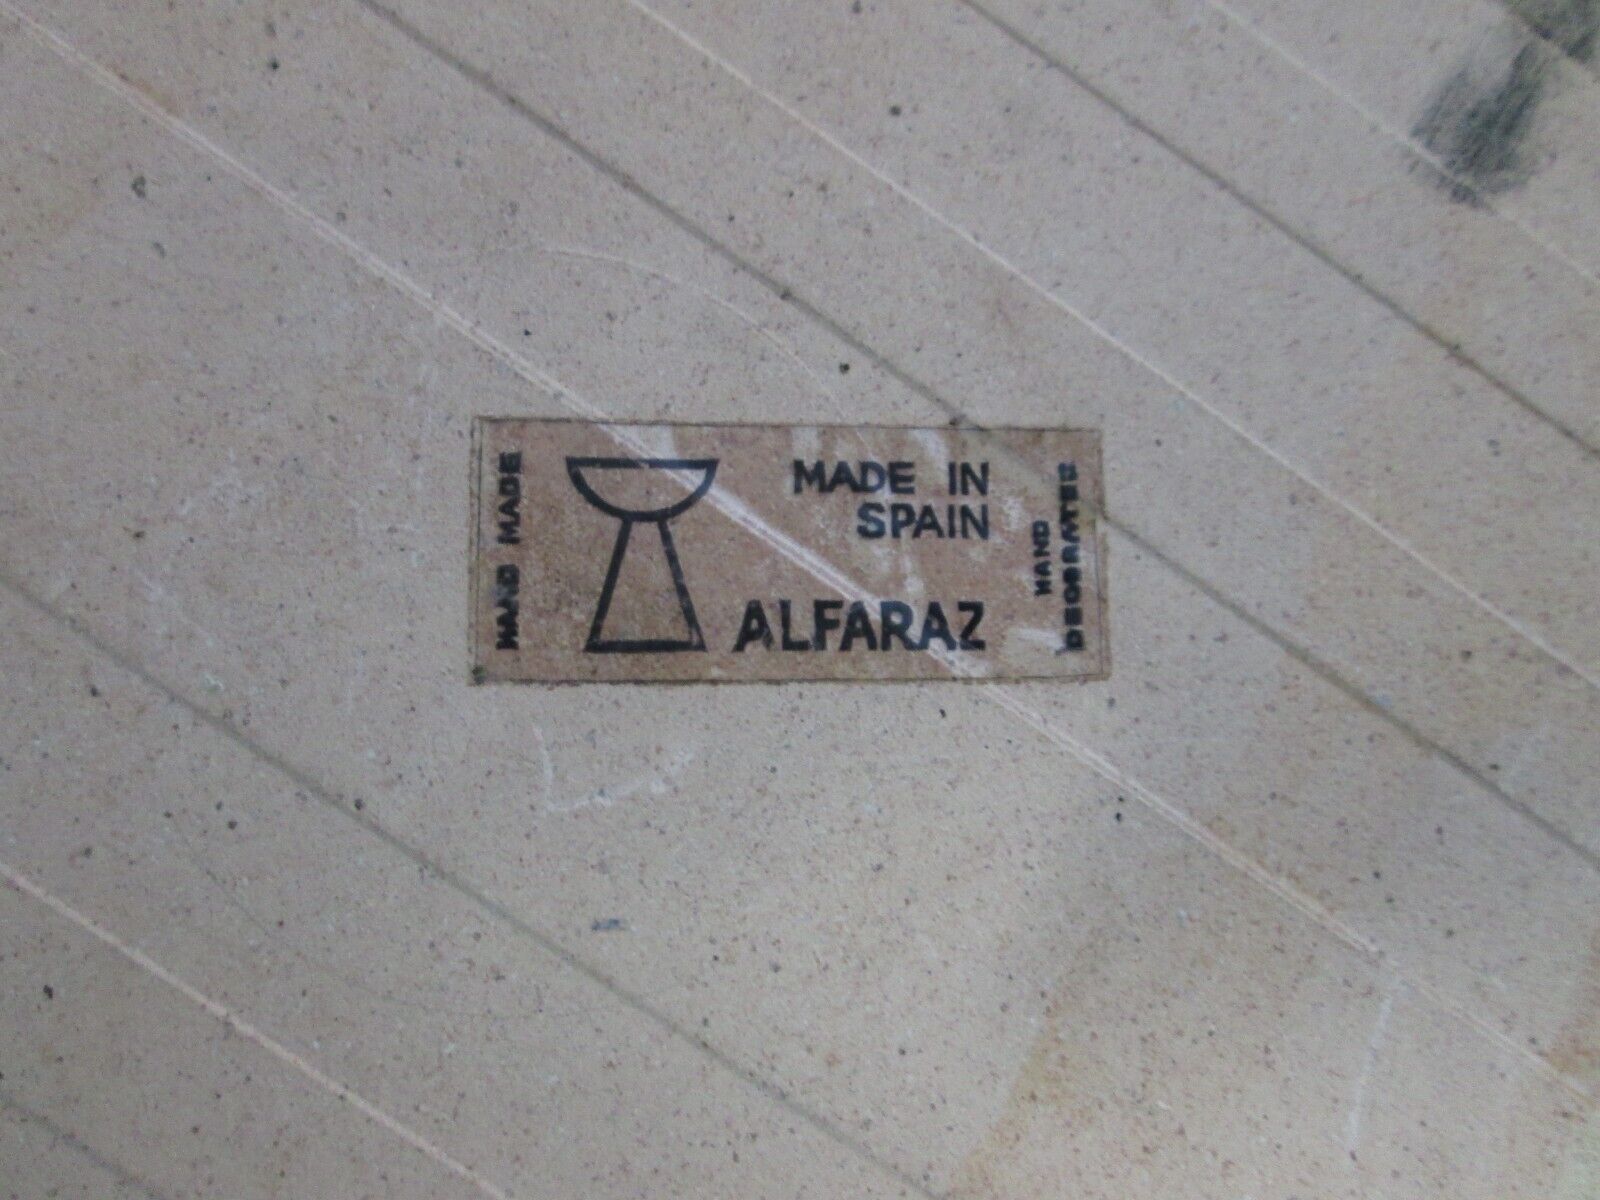 HAND MADE
MADE IN
SPAIN
ALFARAZ
HAND
DECORATED